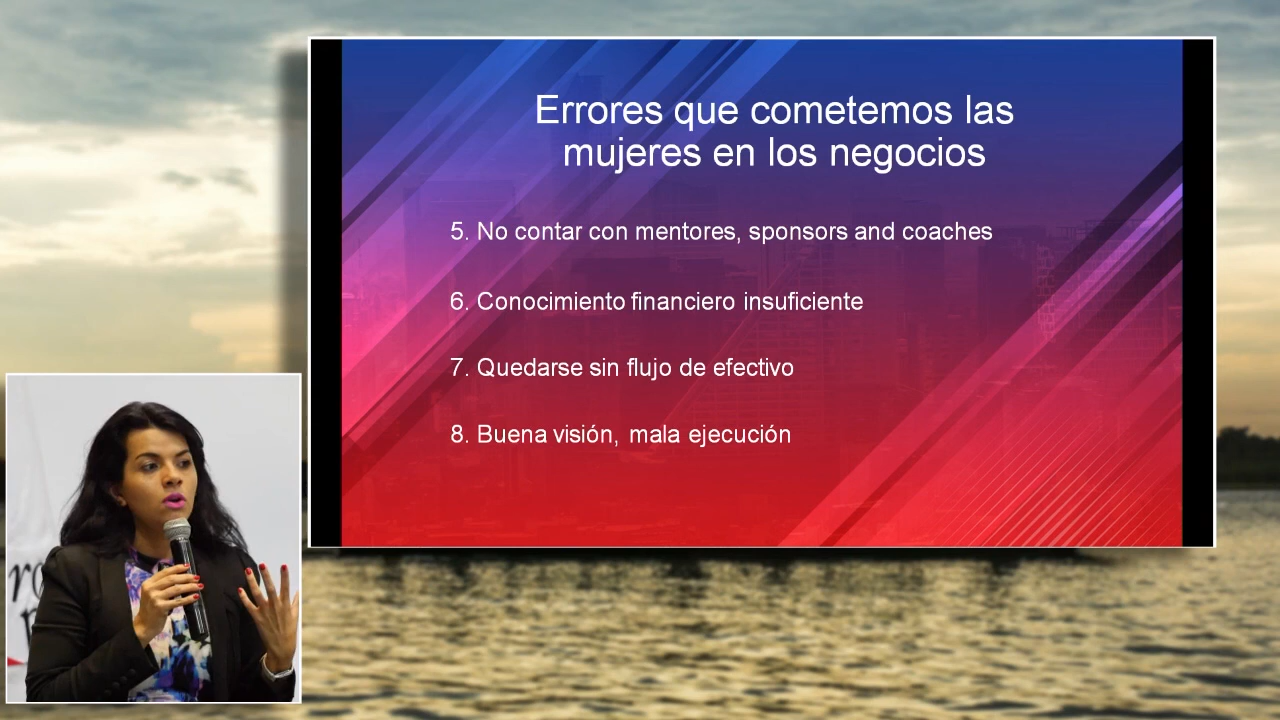 Errores que cometemos las
mujeres en los negocios
5. No contar con mentores, sponsors and coaches
6. Conocimiento financiero insuficiente
7. Quedarse sin flujo de efectivo
8. Buena visión, mala ejecución